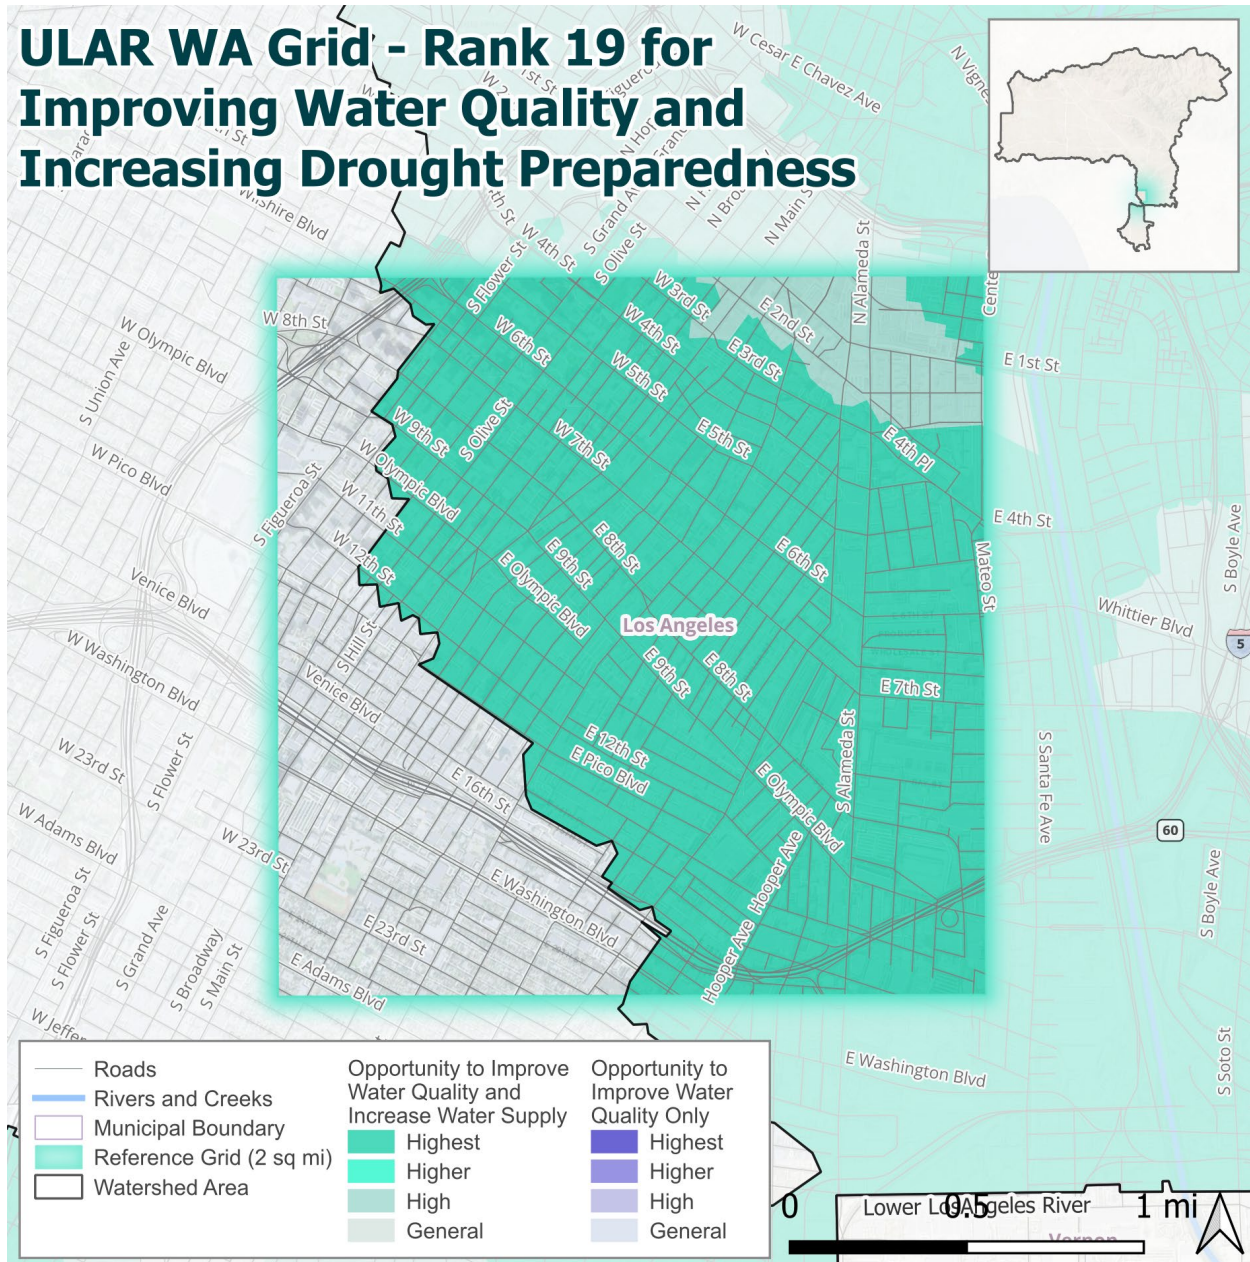 ULAR WA Grid - Rank 19 for
Improving Water Quality and
Increasing Drought Preparedness
W Cesar E Chavez Ave
N Main St
N Alameda St
Wilshire Blvd
W 4th St
S Grand Ave
S Olive St
S Flower St
W 3rd St
E 2nd St
W 8th St
W 4th St
E 3rd St
E 1st St
W Olympic Blvd
S Union Ave
W 6th St
W 5th St
W 9th St
S Olive St
W 7th St
E 5th St
E 4th Pl
W Pico Blvd
W Olympic Blvd
S Figueroa St
W 11th St
W 12th St
E 4th St
S Boyle Ave
E 8th St
E 9th St
E 6th St
E Olympic Blvd
Mateo St
Venice Blvd
Whittier Blvd
Los Angeles
5
W Washington Blvd
S Hill St
E 9th St
E 8th St
E 7th St
Venice Blvd
W 23rd St
S Flower St
E 12th St
E Pico Blvd
S Alameda St
S Santa Fe Ave
E 16th St
E Olympic Blvd
60
W Adams Blvd
W 23rd St
S Figueroa St
S Flower St
S Grand Ave
S Broadway
S Main St
E Washington Blvd
E 23rd St
E Adams Blvd
Hooper Ave
Hooper Ave
S Boyle Ave
E Washington Blvd
S Soto St
Roads
Rivers and Creeks
Municipal Boundary
Reference Grid (2 sq mi)
Watershed Area
Opportunity to Improve
Water Quality and
Increase Water Supply
Highest
Higher
High
General
Opportunity to
Improve Water
Quality Only
Highest
Higher
High
General
0 0.5 1 mi
Lower Los Angeles River
Vernon